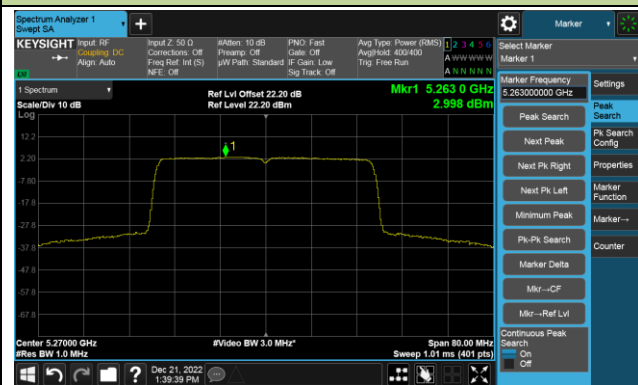 Spectrum Analyzer 1
Swept SA
+
Marker
KEYSIGHT
Input: RF
Coupling: DC
Align: Auto
Input Z: 50 Ω
Corrections: Off
Freq Ref: Int (S)
NFE: Off
#Atten: 10 dB
Preamp: Off
µW Path: Standard
PNO: Fast
Gate: Off
IF Gain: Low
Sig Track: Off
Avg Type: Power (RMS)
Avg|Hold: 400/400
Trig: Free Run
1 2 3 4 5 6
A W W W W W
A N N N N N
LXI
Select Marker
Marker 1
1 Spectrum
Scale/Div 10 dB
Log
Ref Lvl Offset 22.20 dB
Ref Level 22.20 dBm
Mkr1 5.263 0 GHz
2.998 dBm
1
12.2
2.20
-7.80
-17.8
-27.8
-37.8
-47.8
-57.8
-67.8
Center 5.27000 GHz
#Res BW 1.0 MHz
#Video BW 3.0 MHz*
Span 80.00 MHz
Sweep 1.01 ms (401 pts)
Marker Frequency
5.263000000 GHz
Peak Search
Next Peak
Next Pk Right
Next Pk Left
Minimum Peak
Pk-Pk Search
Marker Delta
Mkr→CF
Mkr→Ref Lvl
Continuous Peak
Search
On
Off
Settings
Peak
Search
Pk Search
Config
Properties
Marker
Function
Marker→
Counter
?
Dec 21, 2022
1:39:39 PM